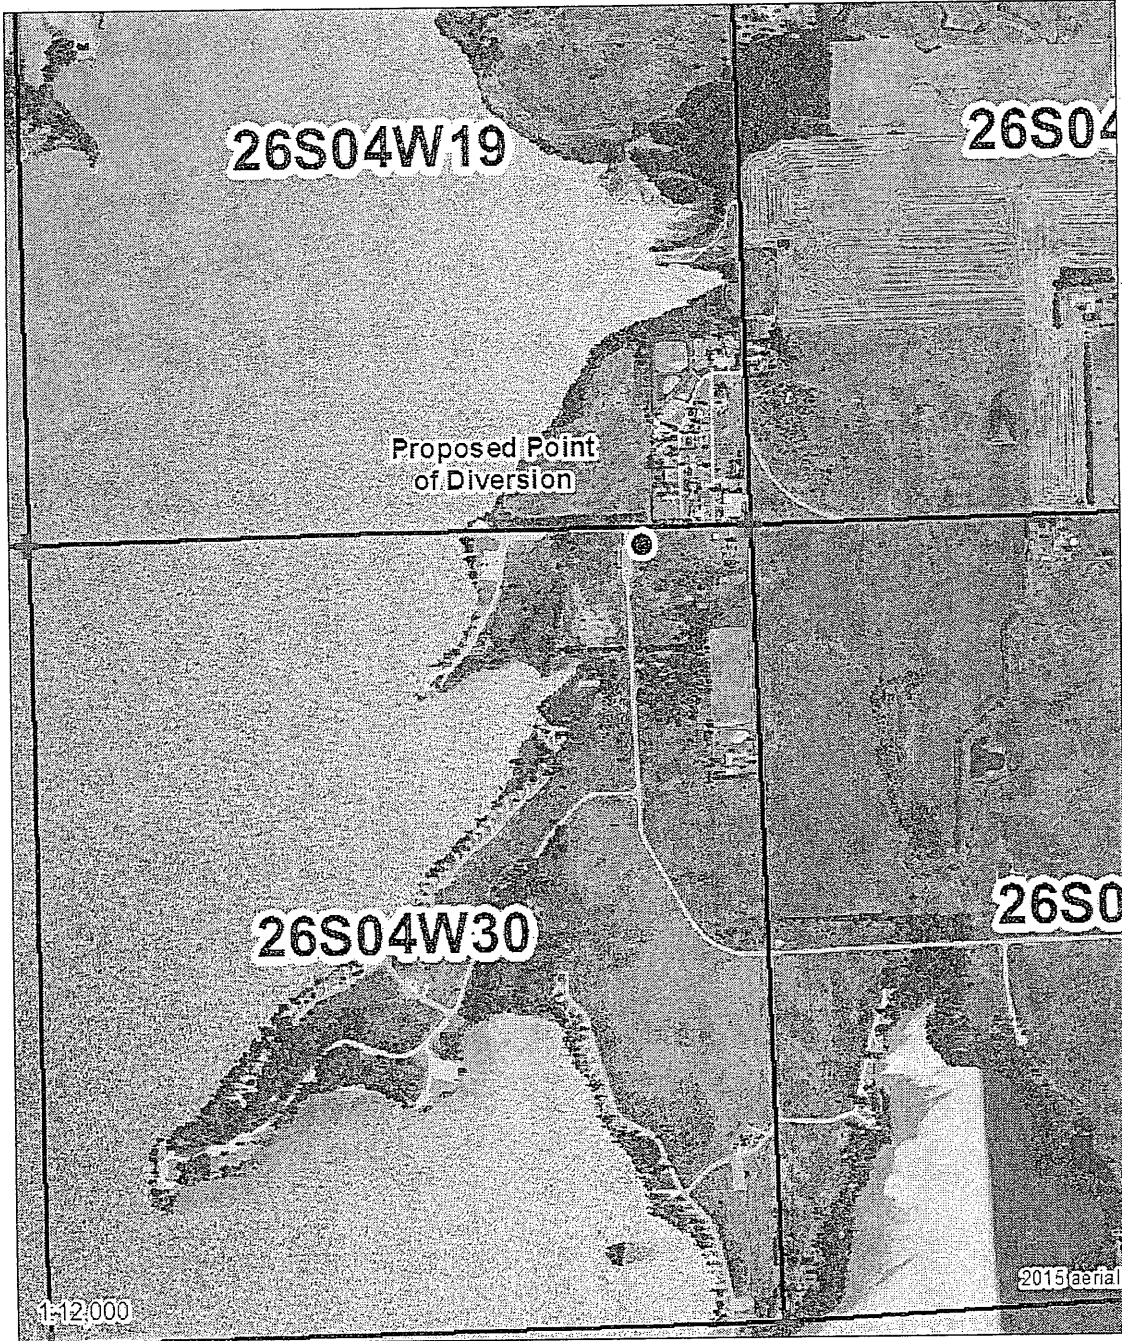 26S04W19
26S04
Proposed Point
of Diversion
26S04W30
26S0
2015 aerial
1:12,000